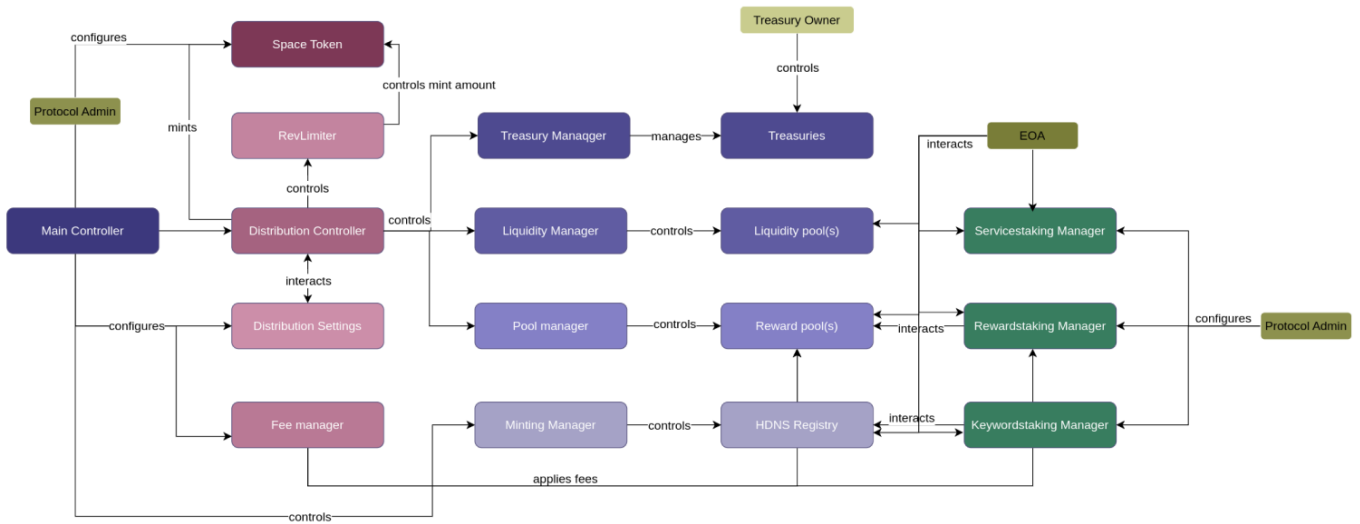 Treasury Owner
configures
Space Token
controls
controls mint amount
Protocol Admin
mints
RevLimiter
Treasury Manaqger
manages
Treasuries
EOA
interacts
controls
Main Controller
Distribution Controller
controls
Liquidity Manager
controls
Liquidity pool(s)
Servicestaking Manager
interacts
configures
Distribution Settings
Pool manager
controls
Reward pool(s)
interacts
Rewardstaking Manager
configures
Protocol Admin
Fee manager
Minting Manager
controls
HDNS Registry
interacts
Keywordstaking Manager
applies fees
controls